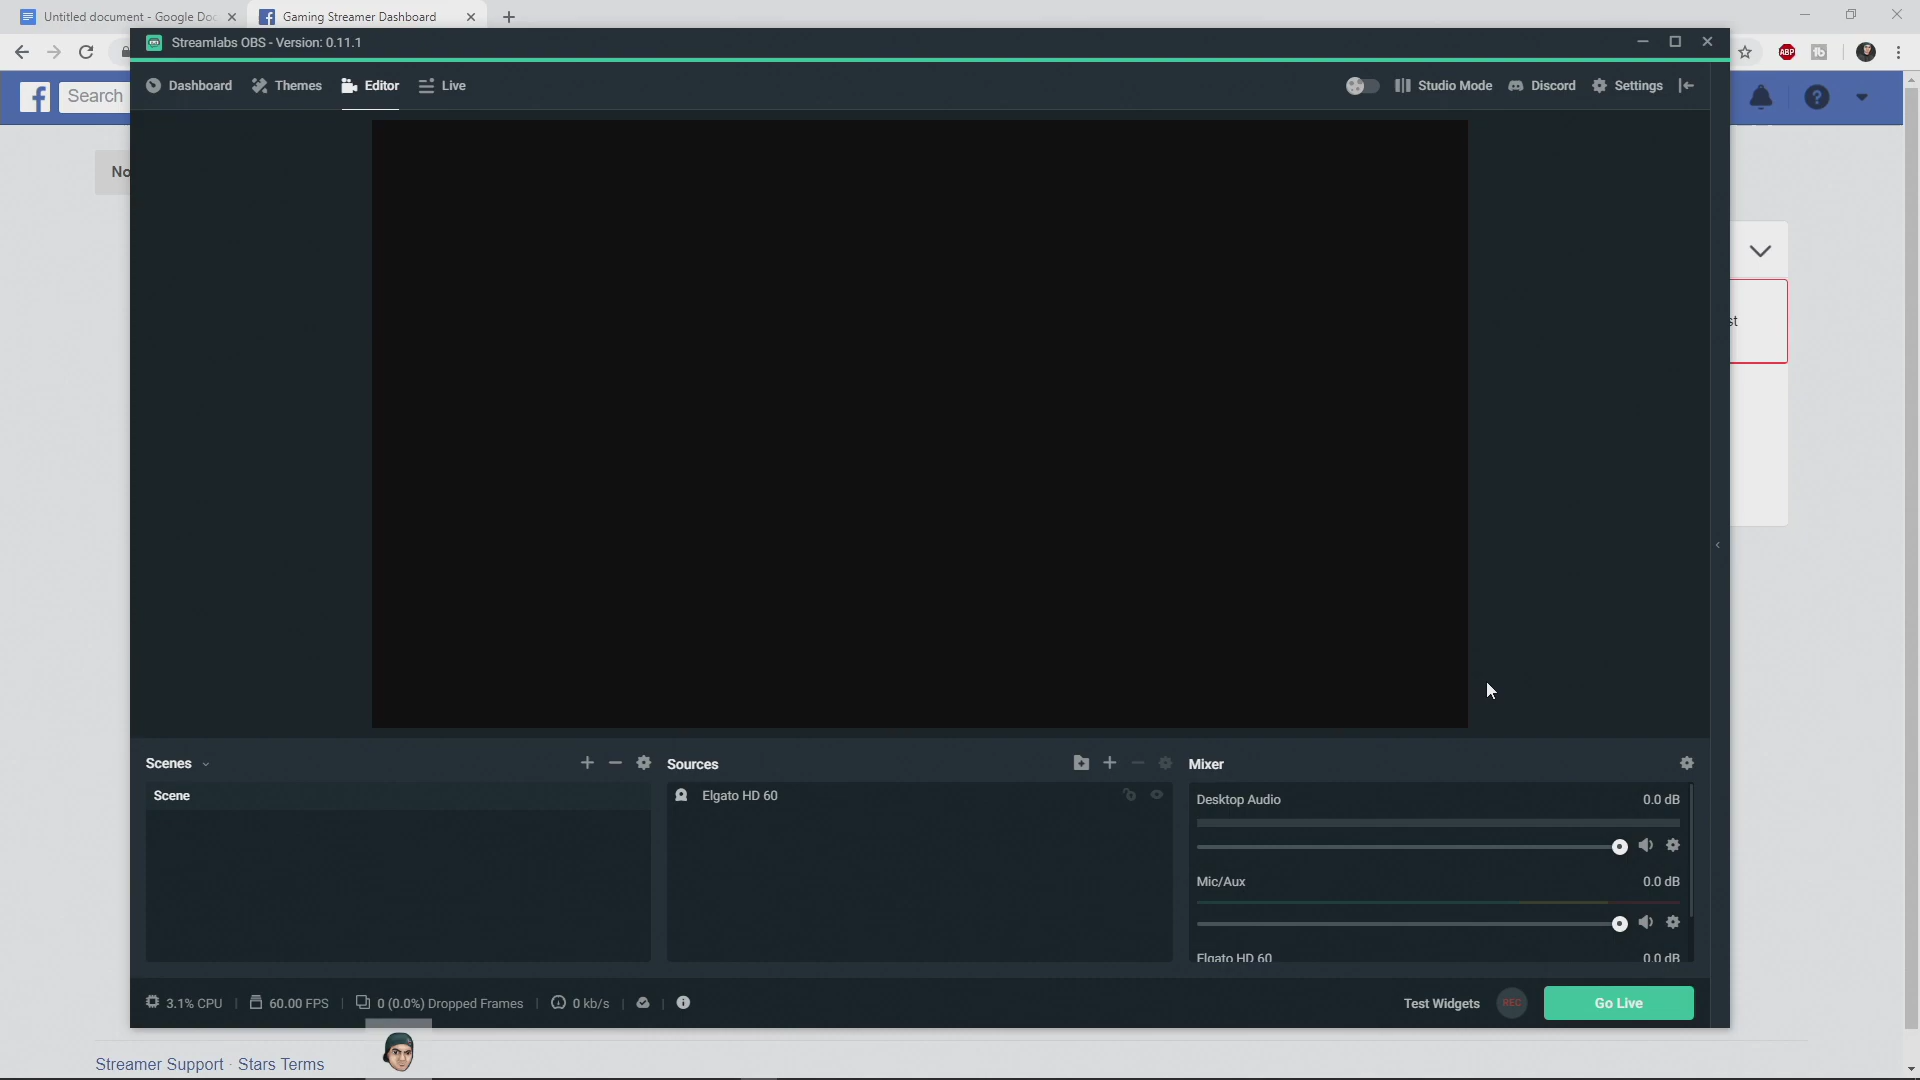 Untitled document - Google Doc
Gaming Streamer Dashboard
Streamlabs OBS - Version: 0.11.1
ABP
Dashboard
Themes
Editor
Live
Studio Mode
Discord
Settings
Search
No
st
Scenes
Sources
Mixer
Scene
Elgato HD 60
Desktop Audio
0.0 dB
Mic/Aux
0.0 dB
Elgato HD 60
0.0 dB
3.1% CPU
60.00 FPS
0 (0.0%) Dropped Frames
0 kb/s
Test Widgets
REC
Go Live
Streamer Support · Stars Terms